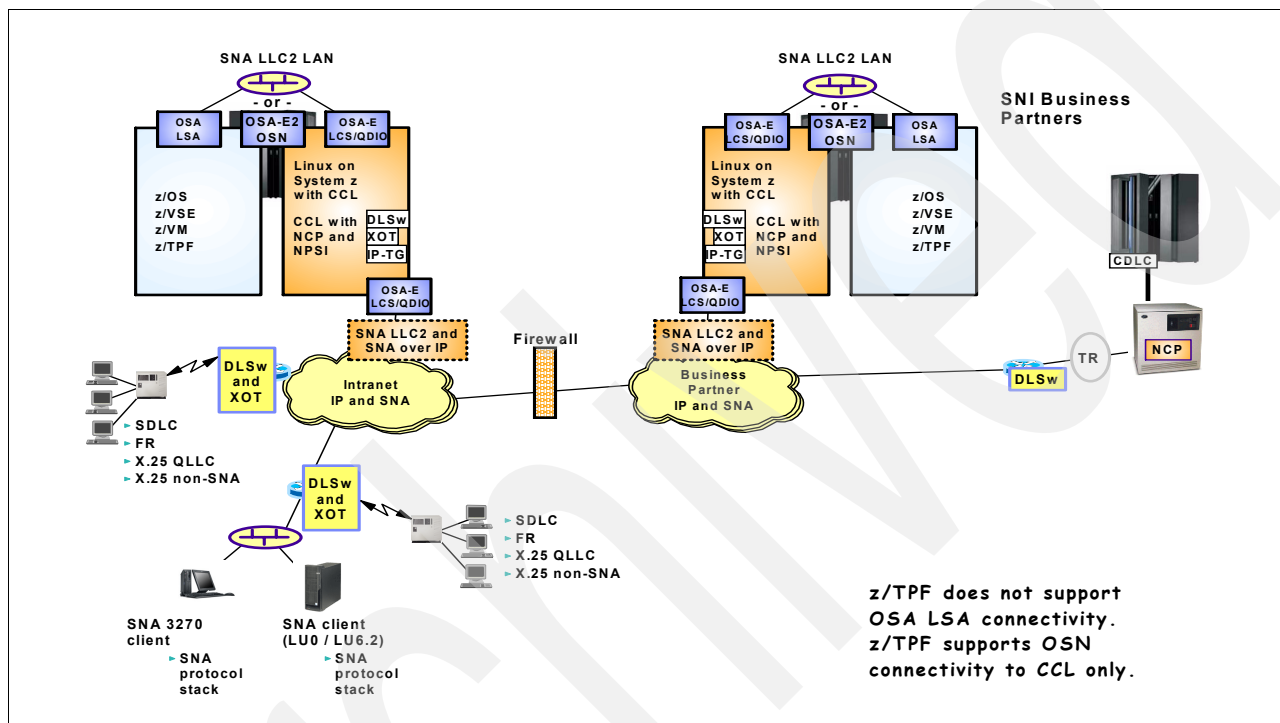 SNA LLC2 LAN
- or -
OSA
LSA
OSA-E2
OSN
OSA-E
LCS/QDIO
z/OS
z/VSE
z/VM
z/TPF
Linux on
System z
with CCL
CCL with
NCP and
NPSI
DLSw
XOT
IP-TG
OSA-E
LCS/QDIO
SNA LLC2 and
SNA over IP
SNA LLC2 LAN
- or -
OSA-E
LCS/QDIO
OSA-E2
OSN
OSA
LSA
Linux on
System z
with CCL
CCL with
NCP and
NPSI
DLSw
XOT
IP-TG
z/OS
z/VSE
z/VM
z/TPF
OSA-E
LCS/QDIO
SNA LLC2 and
SNA over IP
SNI Business
Partners
CDLC
NCP
TR
DLSw
Firewall
Intranet
IP and SNA
Business
Partner
IP and SNA
DLSw
and
XOT
► SDLC
► FR
► X.25 QLLC
► X.25 non-SNA
DLSw
and
XOT
► SDLC
► FR
► X.25 QLLC
► X.25 non-SNA
SNA 3270
client
► SNA
protocol
stack
SNA client
(LU0 / LU6.2)
► SNA
protocol
stack
z/TPF does not support
OSA LSA connectivity.
z/TPF supports OSN
connectivity to CCL only.